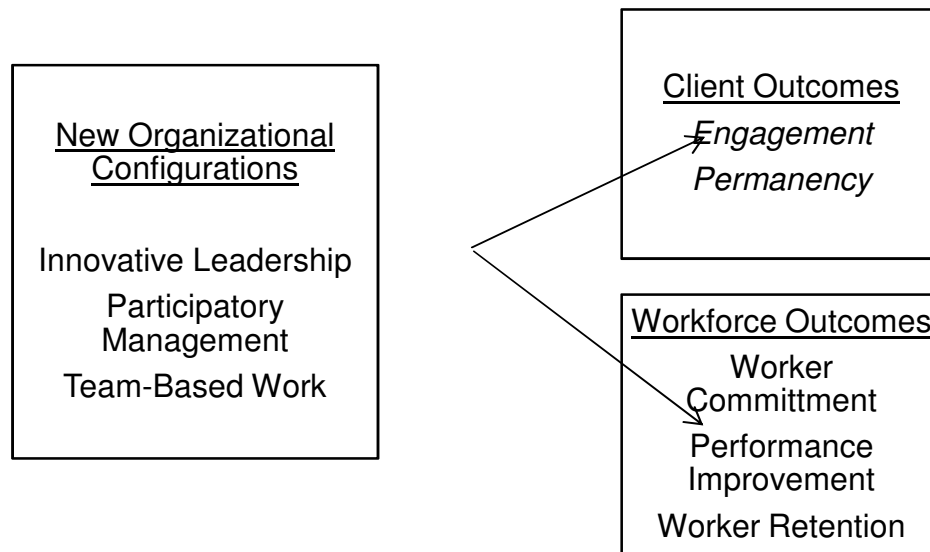 New Organizational
Configurations
Innovative Leadership
Participatory
Management
Team-Based Work
Client Outcomes
Engagement
Permanency
Workforce Outcomes
Worker
Committment
Performance
Improvement
Worker Retention